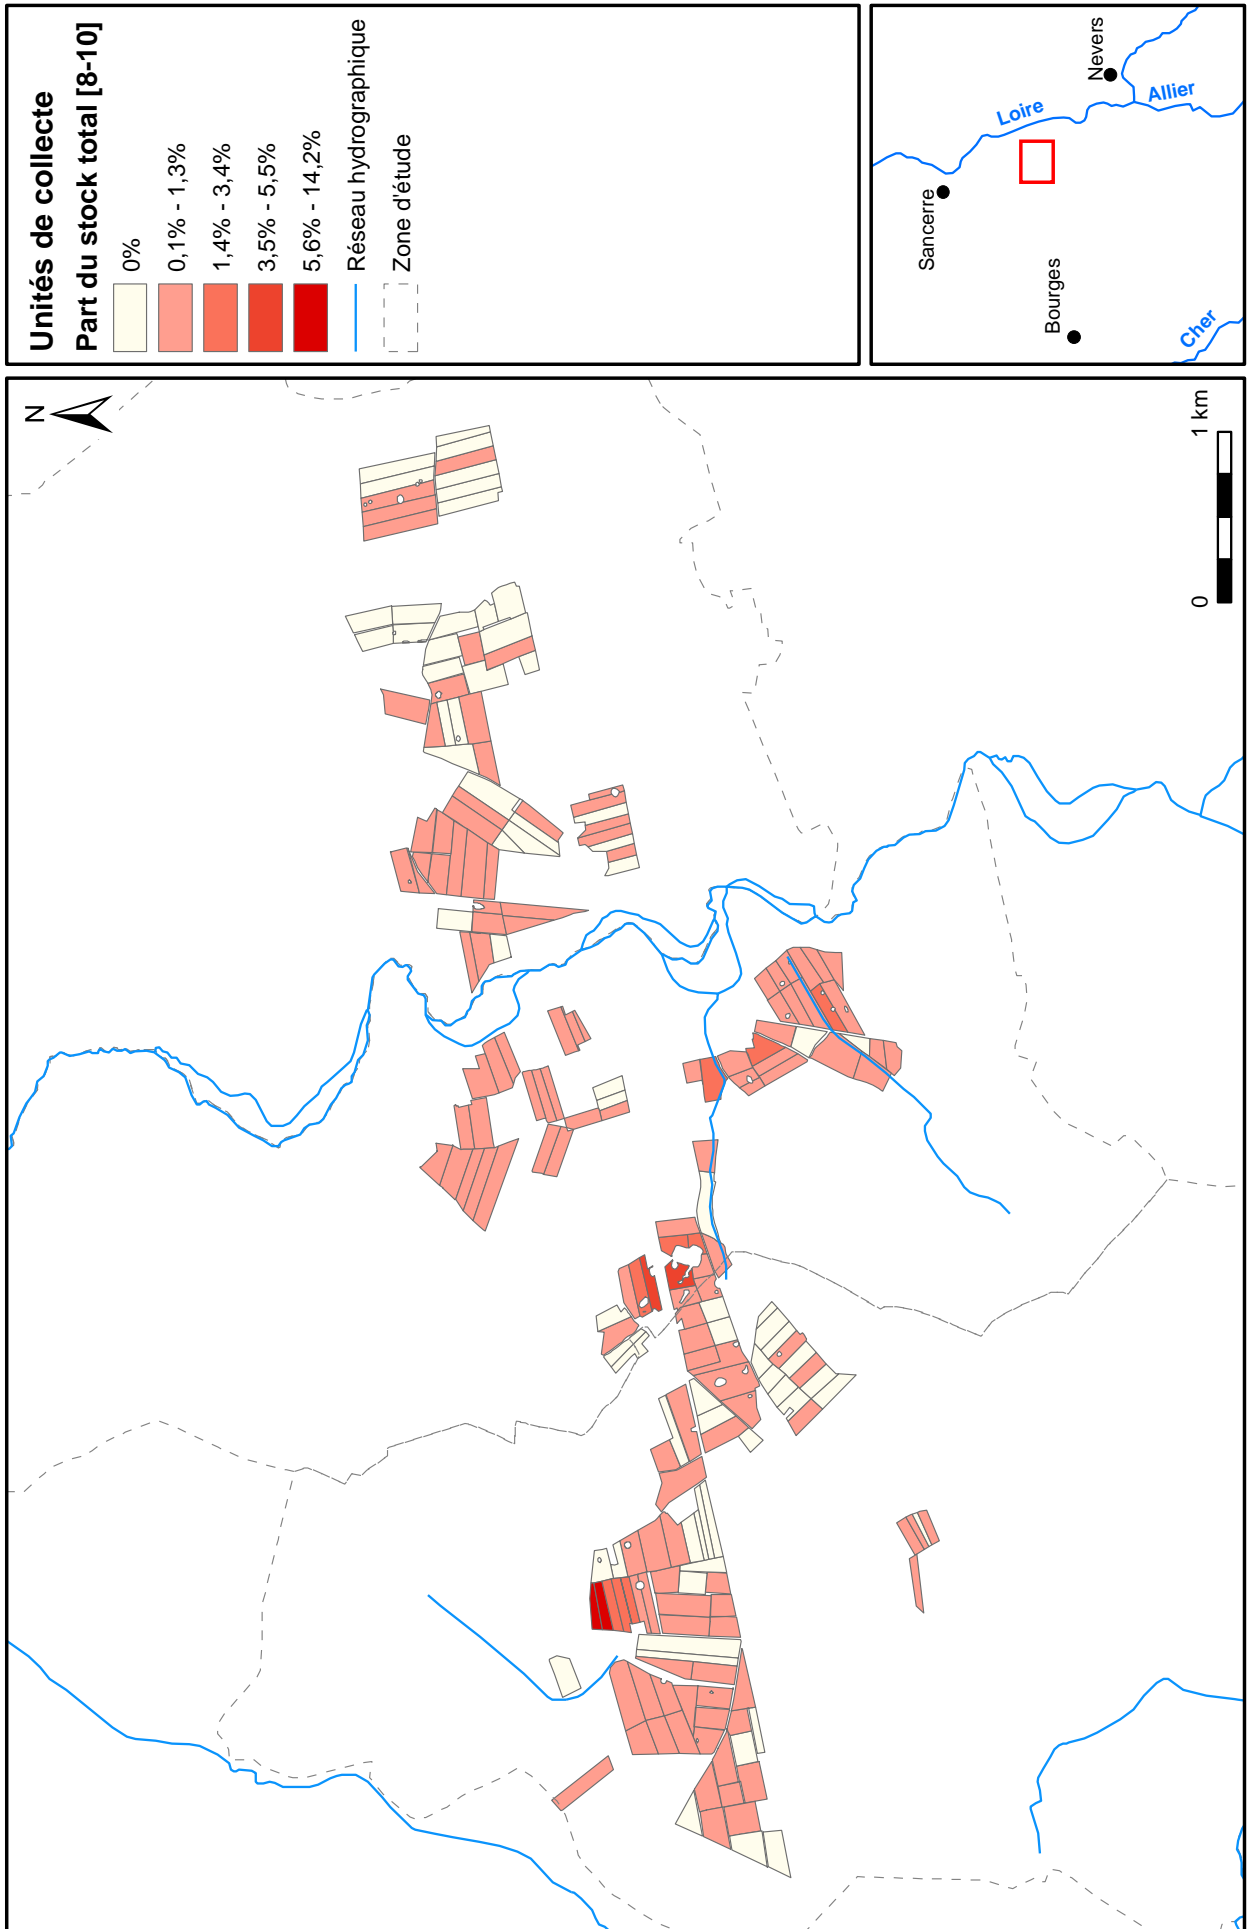 Unités de collecte
Part du stock total [8-10]
0%
0,1% - 1,3%
1,4% - 3,4%
3,5% - 5,5%
5,6% - 14,2%
Réseau hydrographique
Zone d'étude
N
0
1 km
Sancerre
Bourges
Nevers
Loire
Allier
Cher